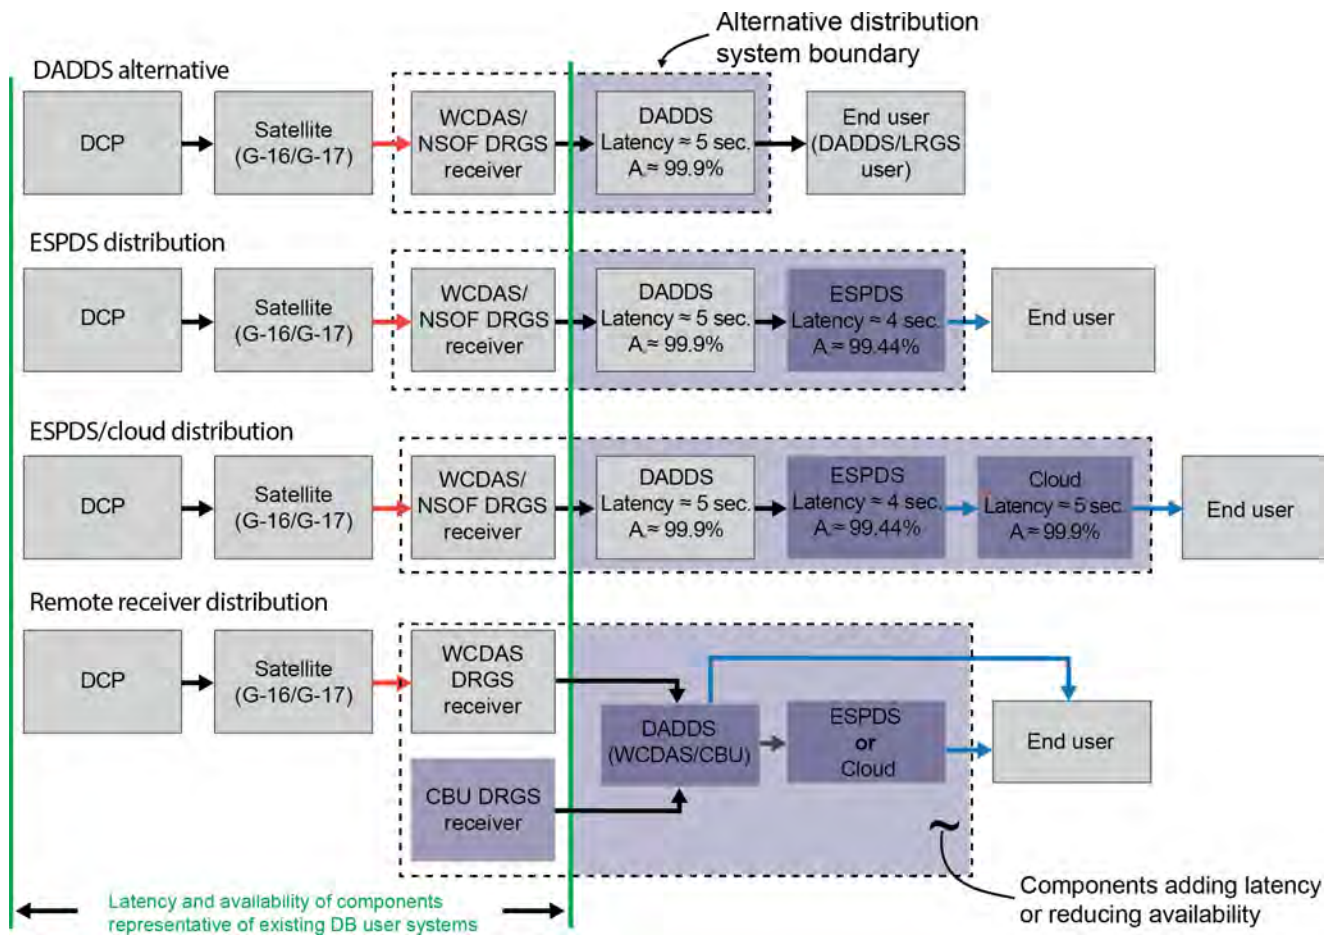 Alternative distribution
system boundary
DADDS alternative
DCP
Satellite
(G-16/G-17)
WCDAS/
NSOF DRGS
receiver
DADDS
Latency ≈ 5 sec.
Aₒ≈ 99.9%
End user
(DADDS/LRGS
user)
ESPDS distribution
DCP
Satellite
(G-16/G-17)
WCDAS/
NSOF DRGS
receiver
DADDS
Latency ≈ 5 sec.
Aₒ≈ 99.9%
ESPDS
Latency ≈ 4 sec.
Aₒ≈ 99.44%
End user
ESPDS/cloud distribution
DCP
Satellite
(G-16/G-17)
WCDAS/
NSOF DRGS
receiver
DADDS
Latency ≈ 5 sec.
Aₒ≈ 99.9%
ESPDS
Latency ≈ 4 sec.
Aₒ≈ 99.44%
Cloud
Latency ≈ 5 sec.
Aₒ≈ 99.9%
End user
Remote receiver distribution
DCP
Satellite
(G-16/G-17)
WCDAS
DRGS
receiver
CBU DRGS
receiver
DADDS
(WCDAS/CBU)
ESPDS
or
Cloud
End user
~
Latency and availability of components
representative of existing DB user systems
Components adding latency
or reducing availability